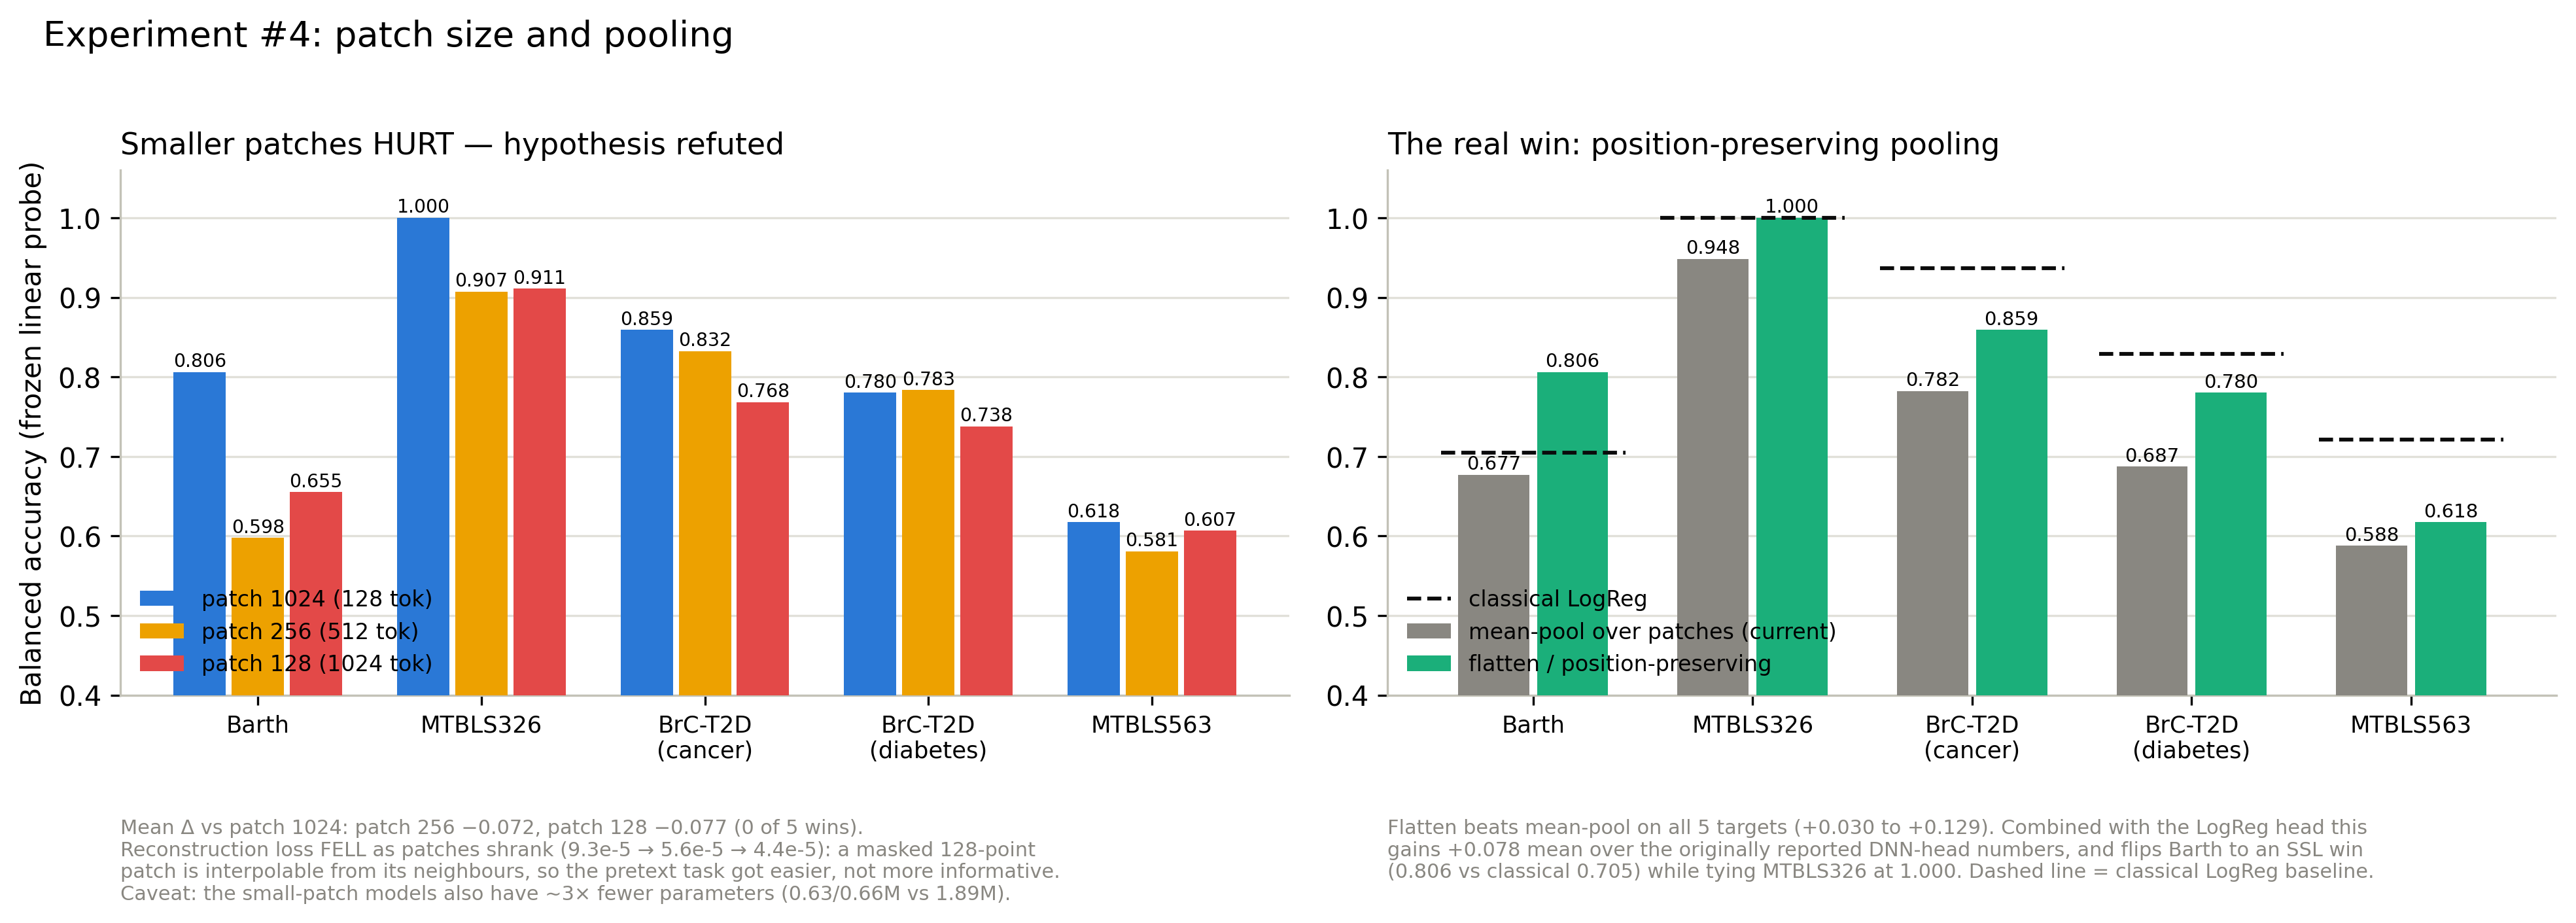 Experiment #4: patch size and pooling
Smaller patches HURT — hypothesis refuted
Balanced accuracy (frozen linear probe)
1.0
0.9
0.8
0.7
0.6
0.5
0.4
0.806
0.598
0.655
1.000
0.907
0.911
0.859
0.832
0.768
0.780
0.783
0.738
0.618
0.581
0.607
patch 1024 (128 tok)
patch 256 (512 tok)
patch 128 (1024 tok)
Barth
MTBLS326
BrC-T2D
(cancer)
BrC-T2D
(diabetes)
MTBLS563
Mean Δ vs patch 1024: patch 256 −0.072, patch 128 −0.077 (0 of 5 wins).
Reconstruction loss FELL as patches shrank (9.3e-5 → 5.6e-5 → 4.4e-5): a masked 128-point
patch is interpolable from its neighbours, so the pretext task got easier, not more informative.
Caveat: the small-patch models also have ~3× fewer parameters (0.63/0.66M vs 1.89M).
The real win: position-preserving pooling
1.0
0.9
0.8
0.7
0.6
0.5
0.4
0.677
0.806
0.948
1.000
0.782
0.859
0.687
0.780
0.588
0.618
classical LogReg
mean-pool over patches (current)
flatten / position-preserving
Barth
MTBLS326
BrC-T2D
(cancer)
BrC-T2D
(diabetes)
MTBLS563
Flatten beats mean-pool on all 5 targets (+0.030 to +0.129). Combined with the LogReg head this
gains +0.078 mean over the originally reported DNN-head numbers, and flips Barth to an SSL win
(0.806 vs classical 0.705) while tying MTBLS326 at 1.000. Dashed line = classical LogReg baseline.